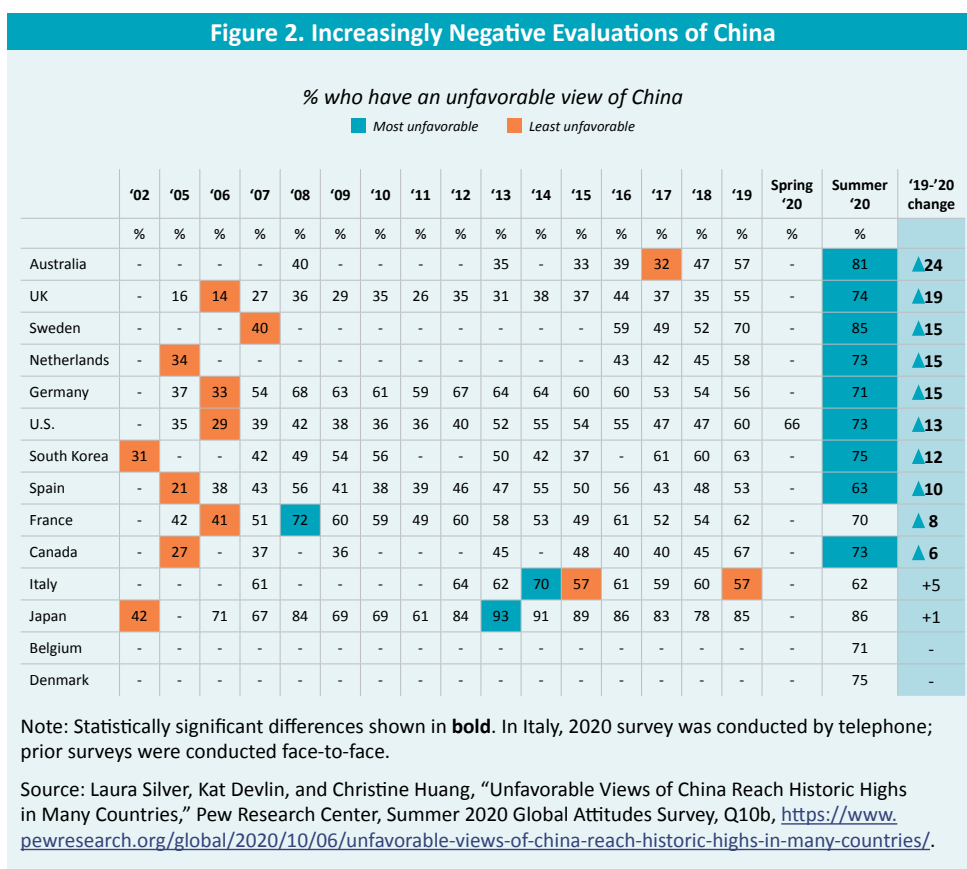 Figure 2. Increasingly Negative Evaluations of China
% who have an unfavorable view of China
Most unfavorable Least unfavorable
‘02 ‘05 ‘06 ‘07 ‘08 ‘09 ‘10 ‘11 ‘12 ‘13 ‘14 ‘15 ‘16 ‘17 ‘18 ‘19 Spring ‘20 Summer ‘20 ‘19-’20 change
% % % % % % % % % % % % % % % % % %
Australia - - - - 40 - - - - 35 - 33 39 32 47 57 - 81 ▲24
UK - 16 14 27 36 29 35 26 35 31 38 37 44 37 35 55 - 74 ▲19
Sweden - - - 40 - - - - - - - - 59 49 52 70 - 85 ▲15
Netherlands - 34 - - - - - - - - - - 43 42 45 58 - 73 ▲15
Germany - 37 33 54 68 63 61 59 67 64 64 60 60 53 54 56 - 71 ▲15
U.S. - 35 29 39 42 38 36 36 40 52 55 54 55 47 47 60 66 73 ▲13
South Korea 31 - - 42 49 54 56 - - 50 42 37 - 61 60 63 - 75 ▲12
Spain - 21 38 43 56 41 38 39 46 47 55 50 56 43 48 53 - 63 ▲10
France - 42 41 51 72 60 59 49 60 58 53 49 61 52 54 62 - 70 ▲8
Canada - 27 - 37 - 36 - - - 45 - 48 40 40 45 67 - 73 ▲6
Italy - - - 61 - - - - 64 62 70 57 61 59 60 57 - 62 +5
Japan 42 - 71 67 84 69 69 61 84 93 91 89 86 83 78 85 - 86 +1
Belgium - - - - - - - - - - - - - - - - - 71 -
Denmark - - - - - - - - - - - - - - - - - 75 -
Note: Statistically significant differences shown in bold. In Italy, 2020 survey was conducted by telephone;
prior surveys were conducted face-to-face.
Source: Laura Silver, Kat Devlin, and Christine Huang, “Unfavorable Views of China Reach Historic Highs
in Many Countries,” Pew Research Center, Summer 2020 Global Attitudes Survey, Q10b, https://www.
pewresearch.org/global/2020/10/06/unfavorable-views-of-china-reach-historic-highs-in-many-countries/.